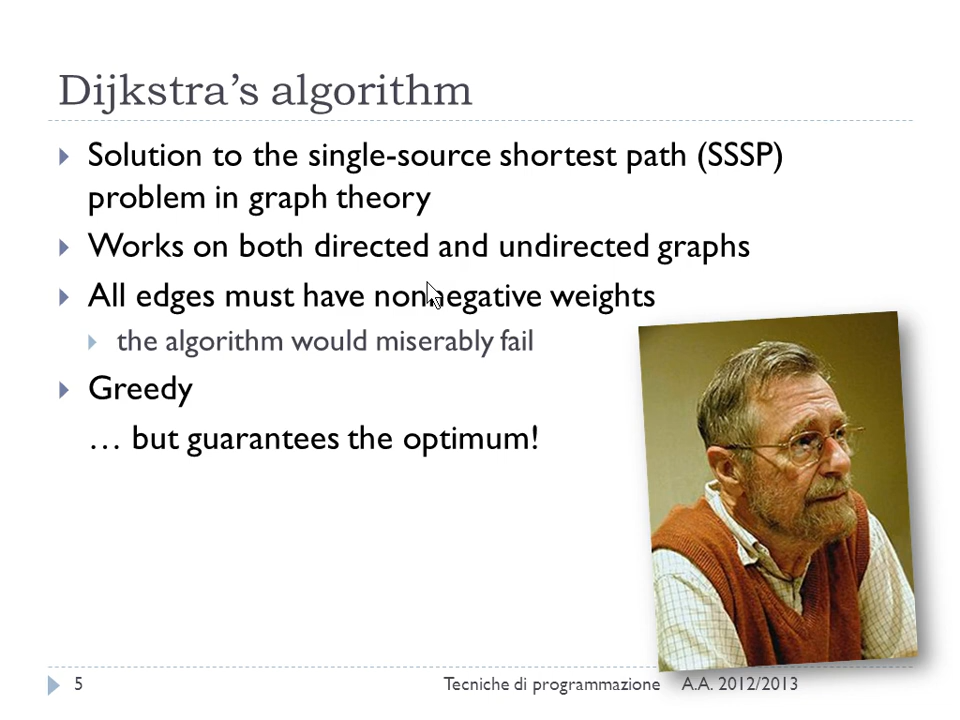 Dijkstra’s algorithm
Solution to the single-source shortest path (SSSP)
problem in graph theory
Works on both directed and undirected graphs
All edges must have nonnegative weights
the algorithm would miserably fail
Greedy
… but guarantees the optimum!
5 Tecniche di programmazione A.A. 2012/2013